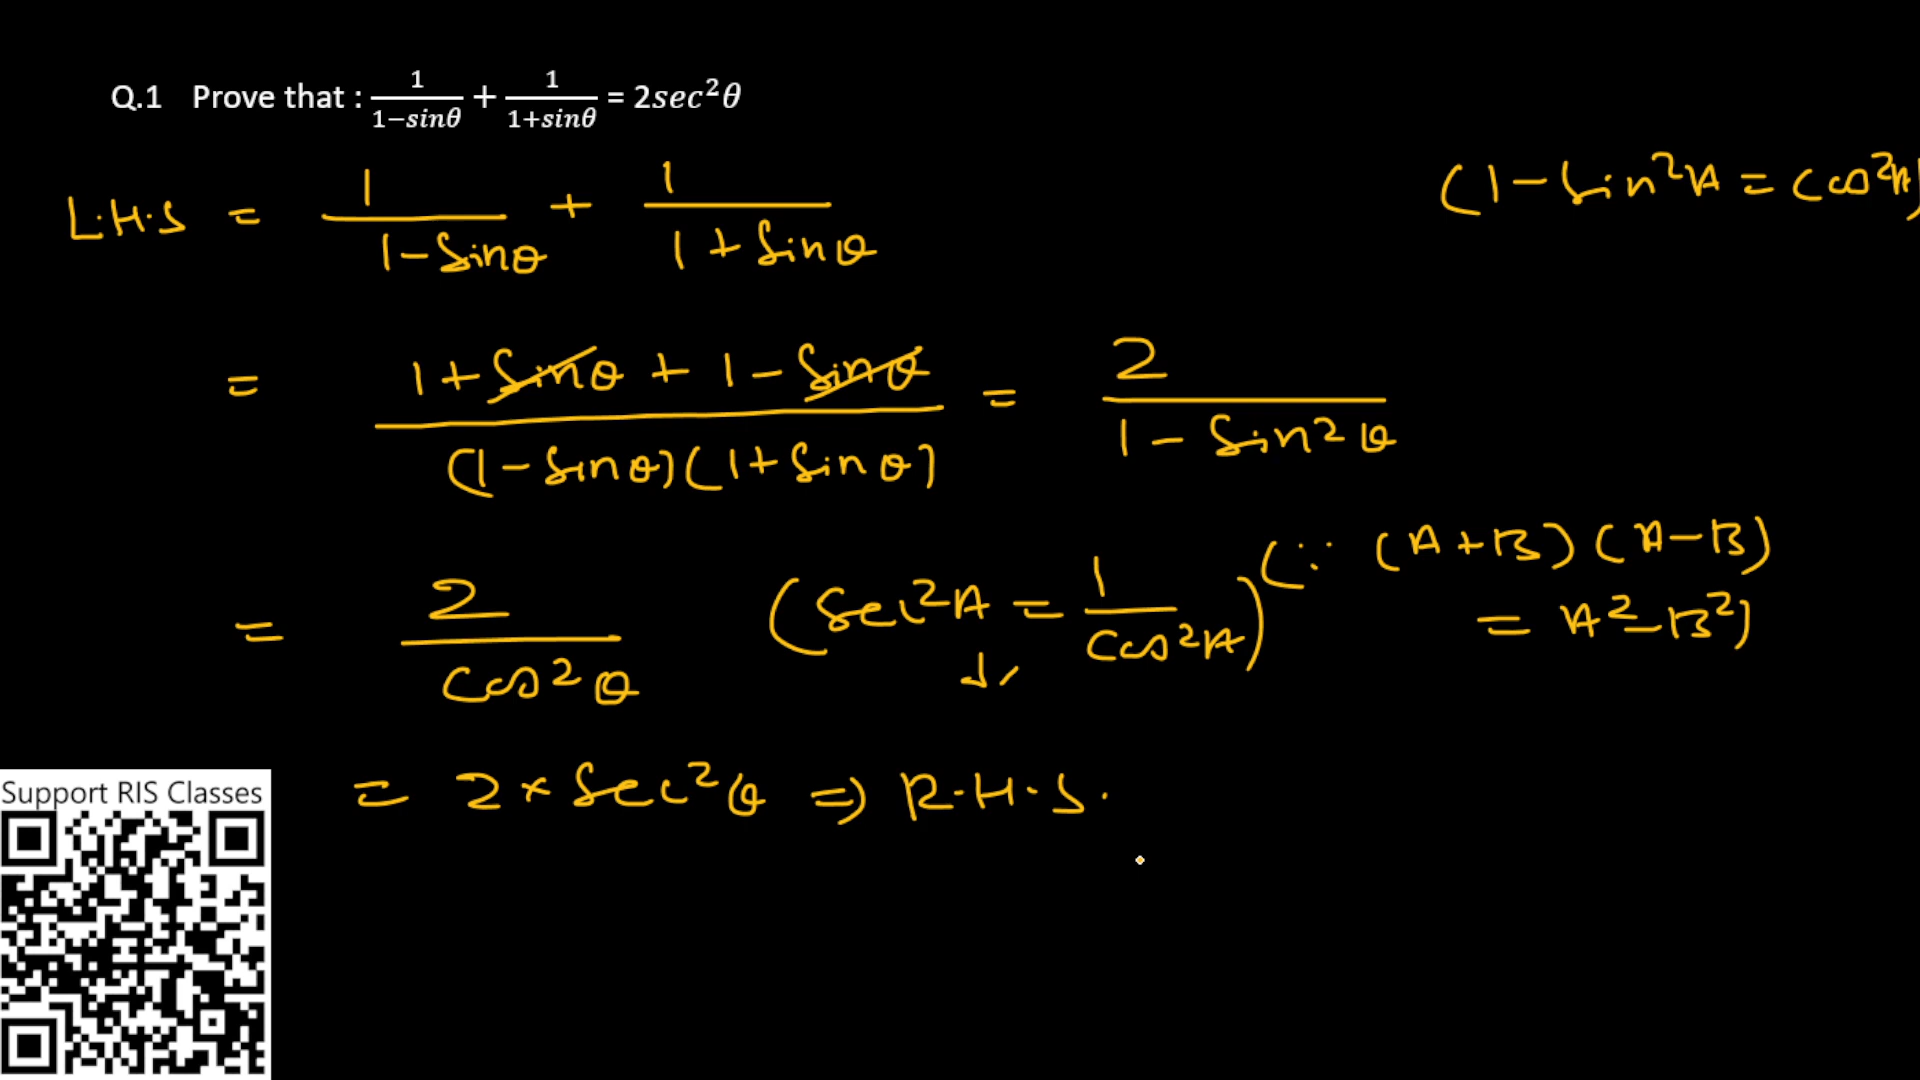 Q.1 Prove that : 1/(1−sinθ) + 1/(1+sinθ) = 2sec²θ
L.H.S = 1/(1-Sinθ) + 1/(1+Sinθ)
(1-Sin²A = Cos²A)
= (1+Sinθ+1-Sinθ)/((1-Sinθ)(1+Sinθ)) = 2/(1-Sin²θ)
(∵ (A+B)(A-B)
= A²-B²)
= 2/Cos²θ (Sec²A = 1/Cos²A)
= 2×Sec²θ ⇒ R.H.S.
Support RIS Classes